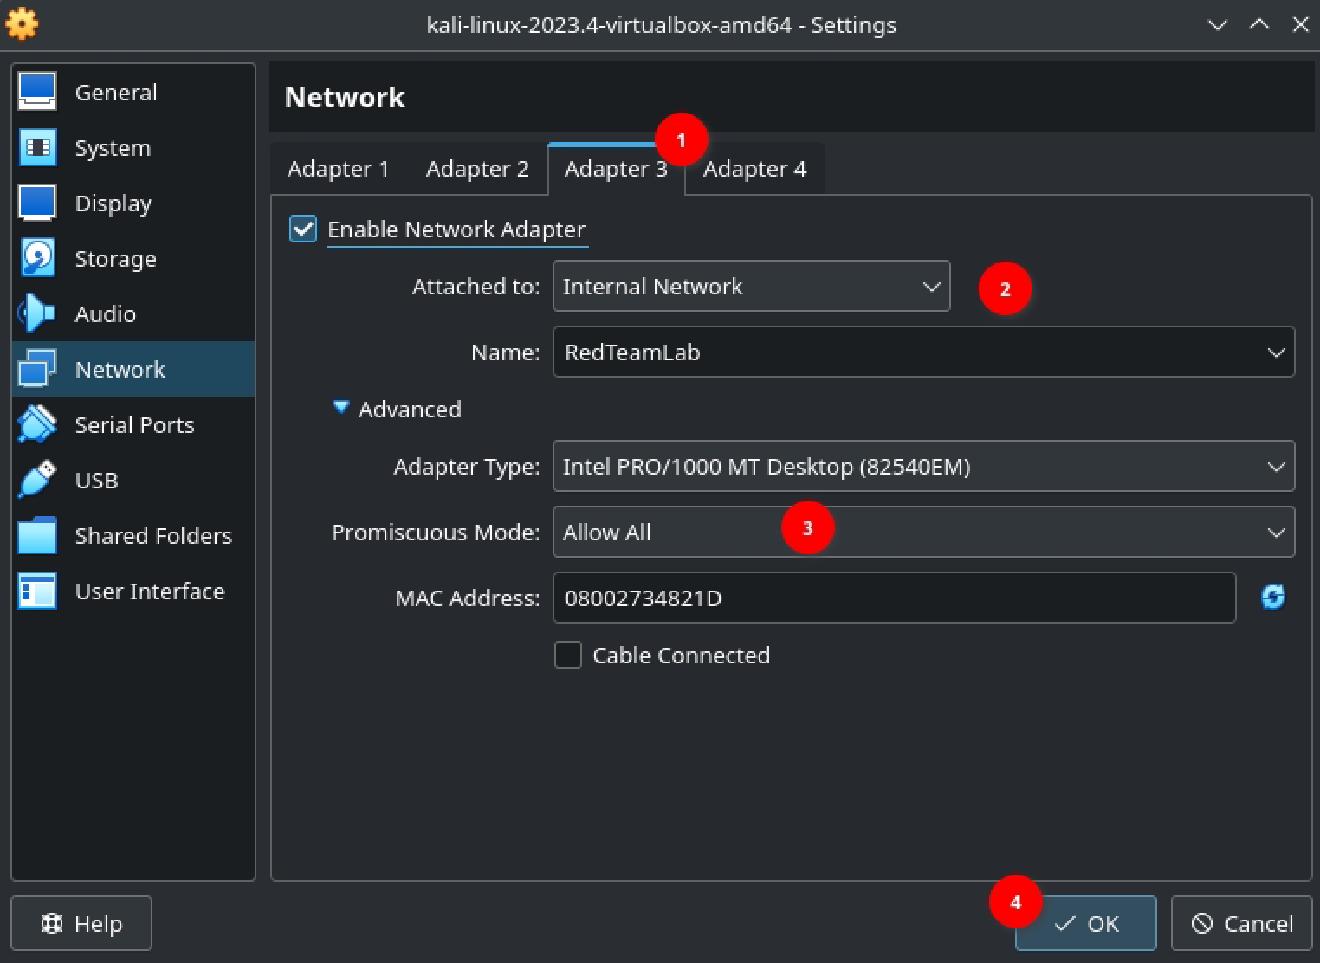 kali-linux-2023.4-virtualbox-amd64 - Settings
General
System
Display
Storage
Audio
Network
Serial Ports
USB
Shared Folders
User Interface
Network
1
Adapter 1 Adapter 2 Adapter 3 Adapter 4
Enable Network Adapter
Attached to: Internal Network 2
Name: RedTeamLab
Advanced
Adapter Type: Intel PRO/1000 MT Desktop (82540EM)
Promiscuous Mode: Allow All 3
MAC Address: 08002734821D
Cable Connected
4
Help OK Cancel